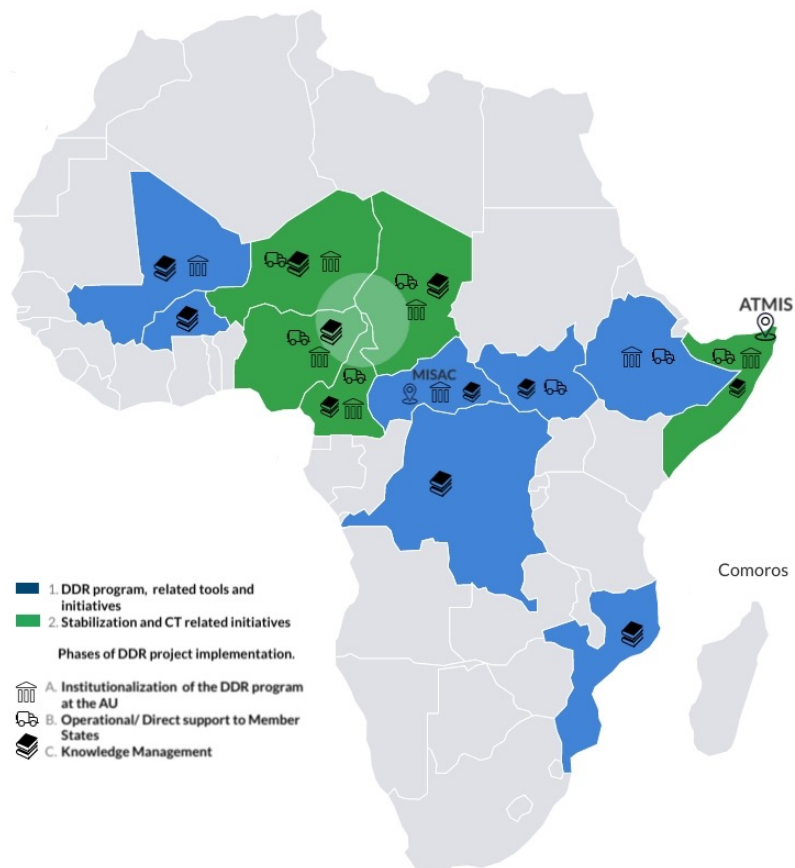 ATMIS
MISAC
Comoros
1. DDR program, related tools and
initiatives
2. Stabilization and CT related initiatives
Phases of DDR project implementation.
A. Institutionalization of the DDR program
at the AU
B. Operational/ Direct support to Member
States
C. Knowledge Management